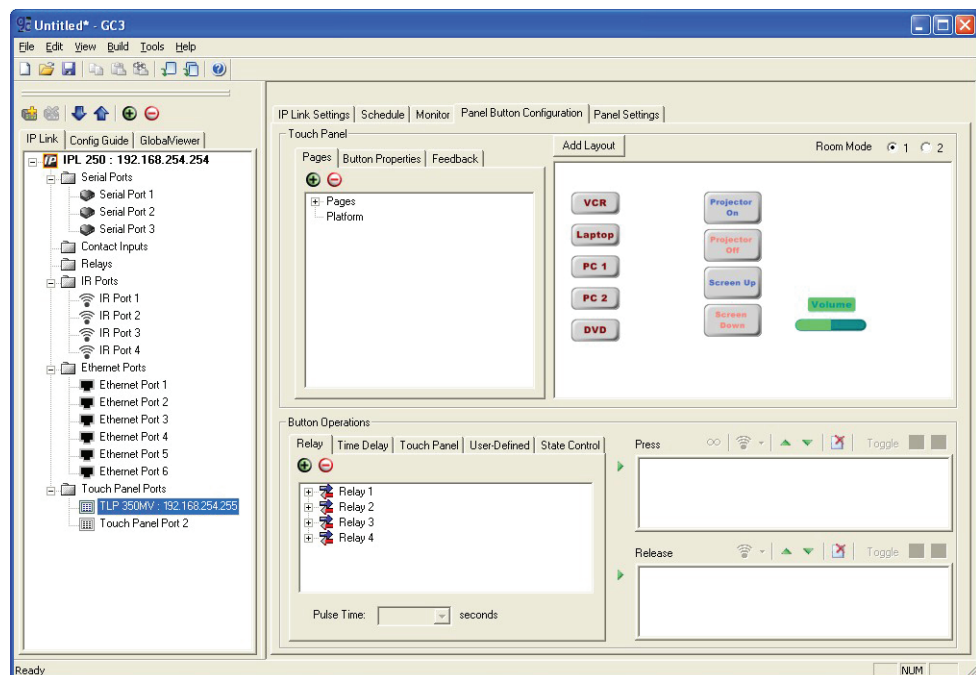 Untitled* - GC3
File Edit View Build Tools Help
IP Link Config Guide GlobalViewer
IPL 250 : 192.168.254.254
Serial Ports
Serial Port 1
Serial Port 2
Serial Port 3
Contact Inputs
Relays
IR Ports
IR Port 1
IR Port 2
IR Port 3
IR Port 4
Ethernet Ports
Ethernet Port 1
Ethernet Port 2
Ethernet Port 3
Ethernet Port 4
Ethernet Port 5
Ethernet Port 6
Touch Panel Ports
TLP 350MV : 192.168.254.255
Touch Panel Port 2
IP Link Settings Schedule Monitor Panel Button Configuration Panel Settings
Touch Panel
Pages Button Properties Feedback
Pages
Platform
Add Layout Room Mode 1 2
VCR
Laptop
PC 1
PC 2
DVD
Projector
On
Projector
Off
Screen Up
Screen
Down
Volume
Button Operations
Relay Time Delay Touch Panel User-Defined State Control
Relay 1
Relay 2
Relay 3
Relay 4
Pulse Time: seconds
Press Toggle
Release Toggle
Ready NUM